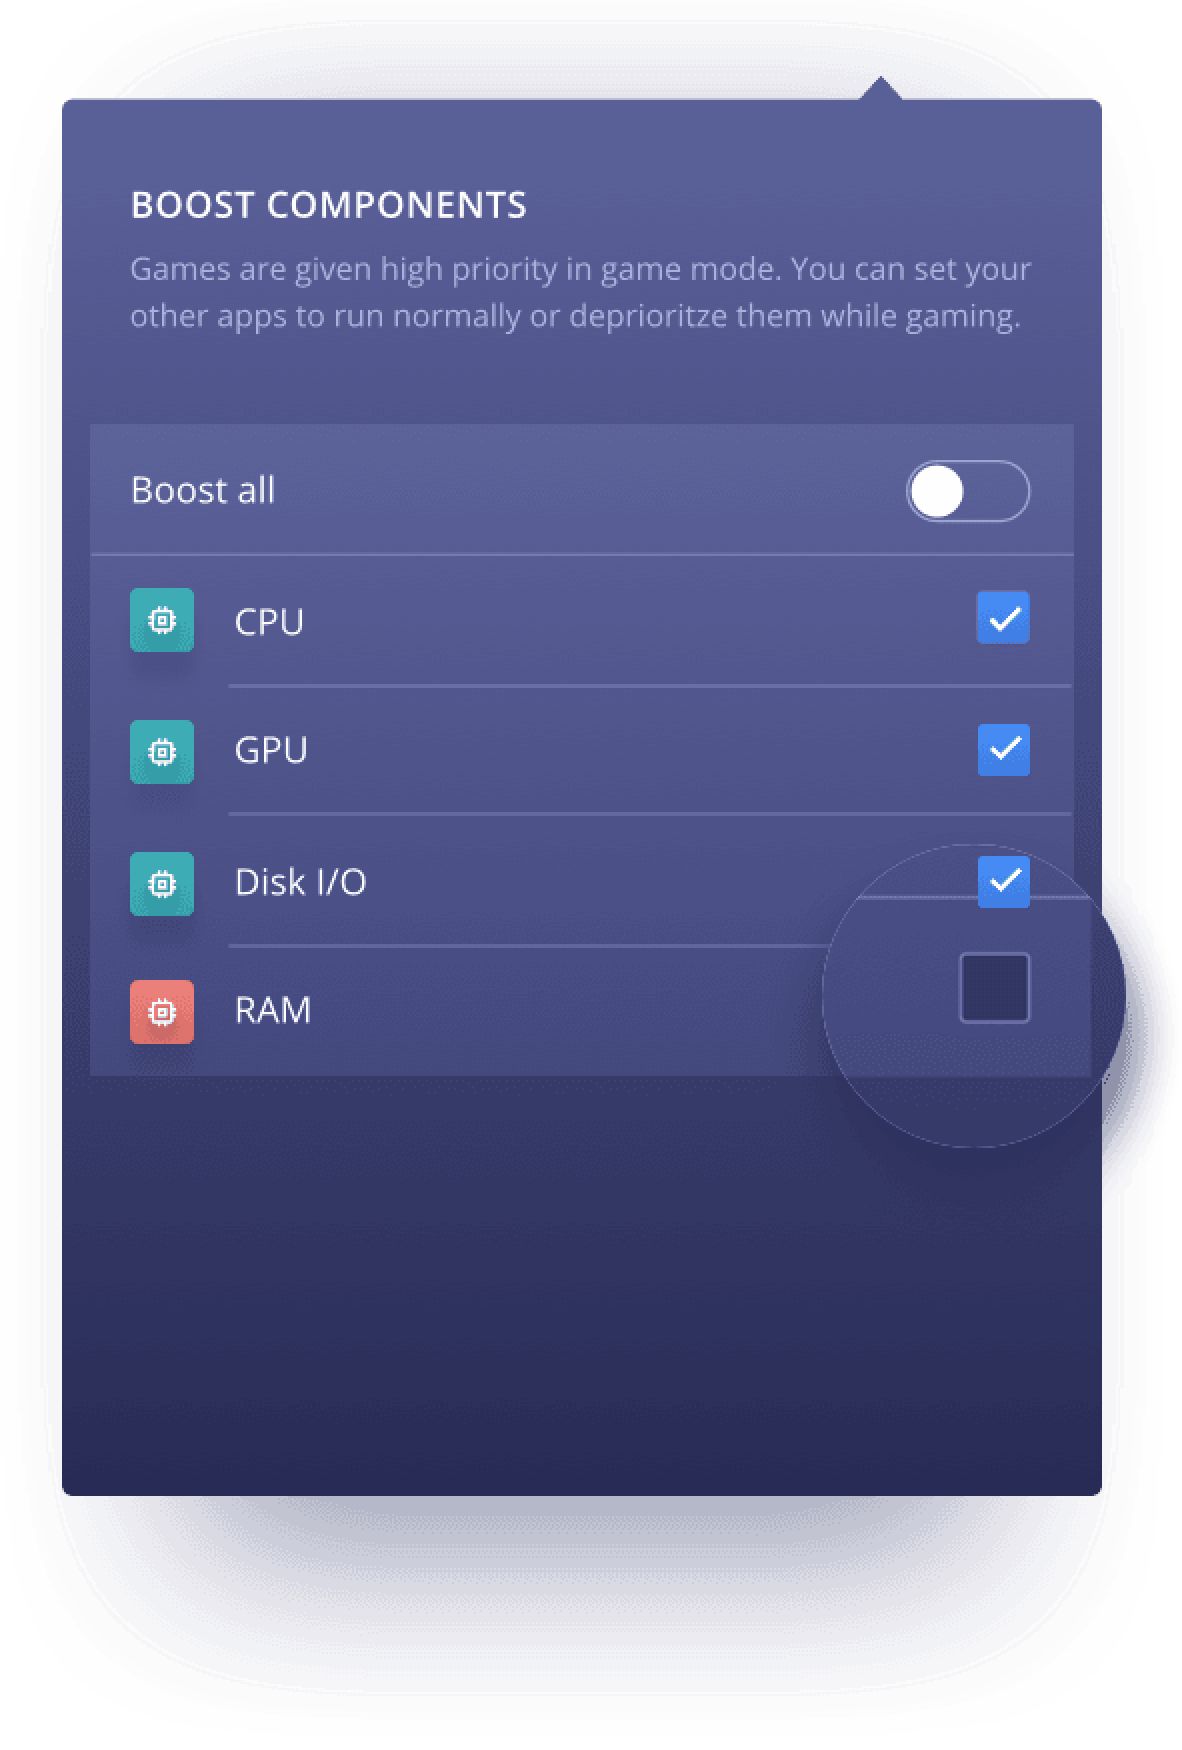 BOOST COMPONENTS
Games are given high priority in game mode. You can set your
other apps to run normally or deprioritze them while gaming.
Boost all
CPU
GPU
Disk I/O
RAM